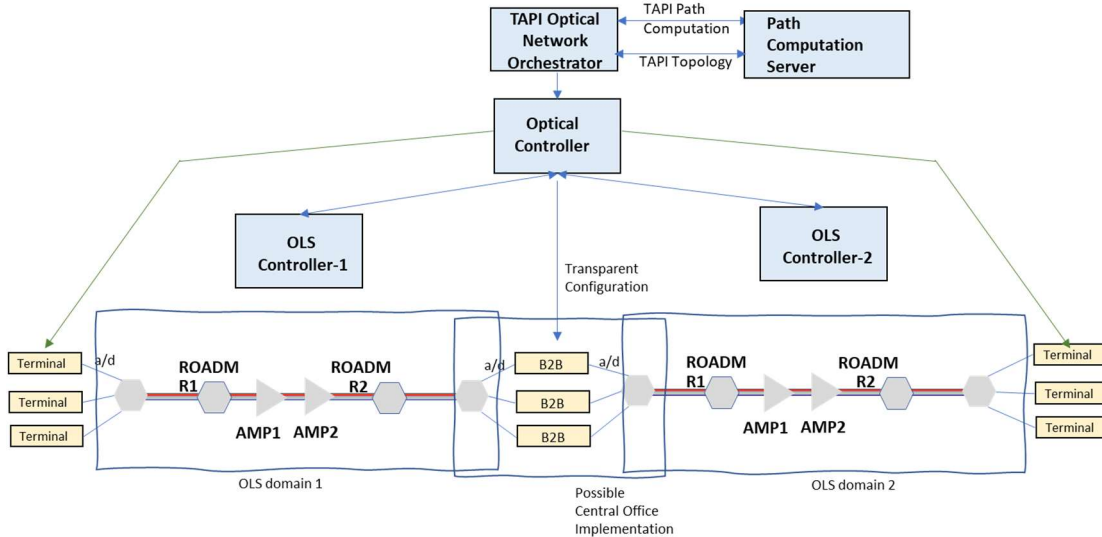 TAPI Optical
Network
Orchestrator
TAPI Path
Computation
TAPI Topology
Path
Computation
Server
Optical
Controller
OLS
Controller-1
OLS
Controller-2
Transparent
Configuration
Terminal
Terminal
Terminal
a/d
ROADM
R1
AMP1
AMP2
ROADM
R2
a/d
B2B
B2B
B2B
a/d
ROADM
R1
AMP1
AMP2
ROADM
R2
Terminal
Terminal
Terminal
OLS domain 1
Possible
Central Office
Implementation
OLS domain 2